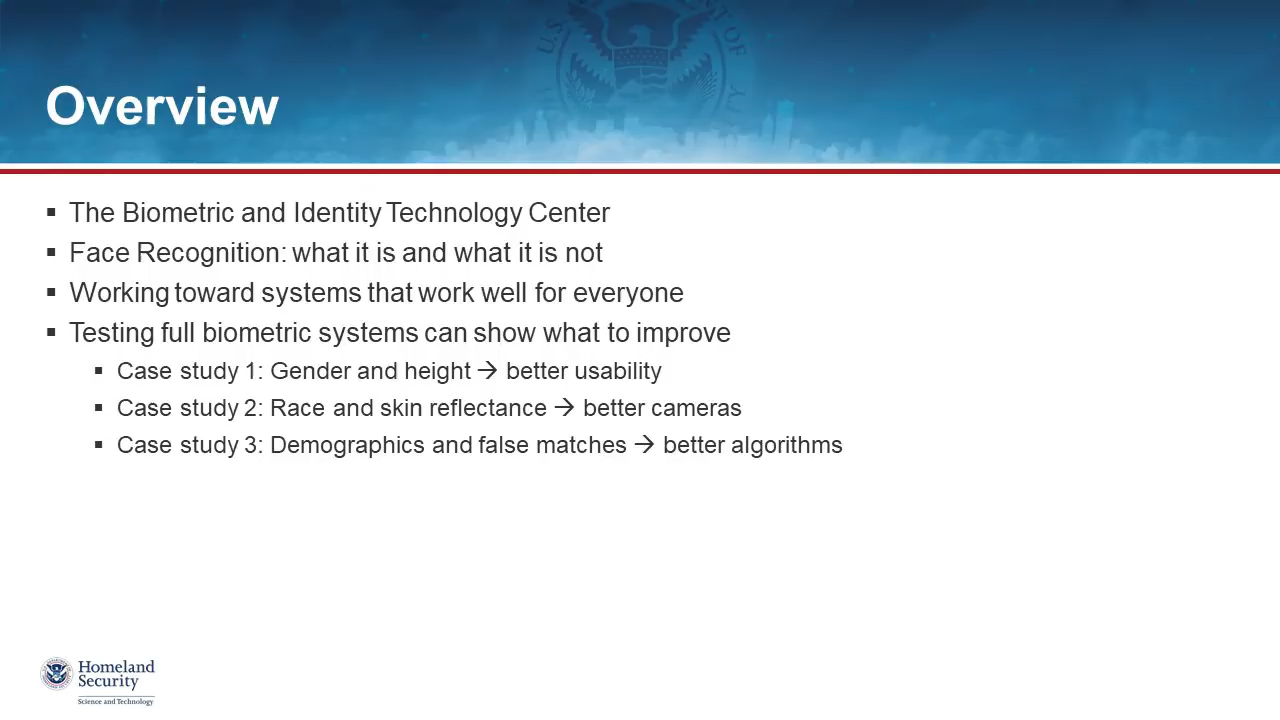 Overview
▪ The Biometric and Identity Technology Center
▪ Face Recognition: what it is and what it is not
▪ Working toward systems that work well for everyone
▪ Testing full biometric systems can show what to improve
▪ Case study 1: Gender and height → better usability
▪ Case study 2: Race and skin reflectance → better cameras
▪ Case study 3: Demographics and false matches → better algorithms
Homeland
Security
Science and Technology